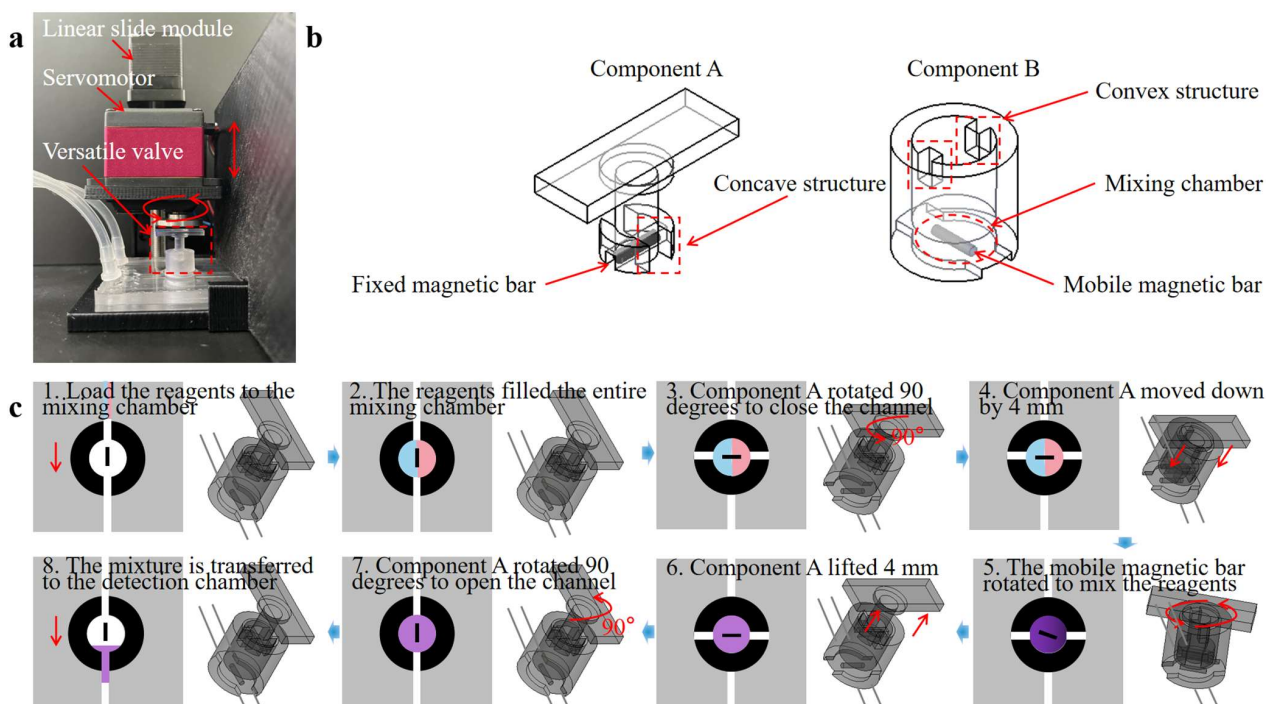 a
Linear slide module
Servomotor
Versatile valve
b
Component A
Component B
Convex structure
Concave structure
Mixing chamber
Fixed magnetic bar
Mobile magnetic bar
c
1. Load the reagents to the
mixing chamber
2. The reagents filled the entire
mixing chamber
3. Component A rotated 90
degrees to close the channel
90°
4. Component A moved down
by 4 mm
8. The mixture is transferred
to the detection chamber
7. Component A rotated 90
degrees to open the channel
90°
6. Component A lifted 4 mm
5. The mobile magnetic bar
rotated to mix the reagents